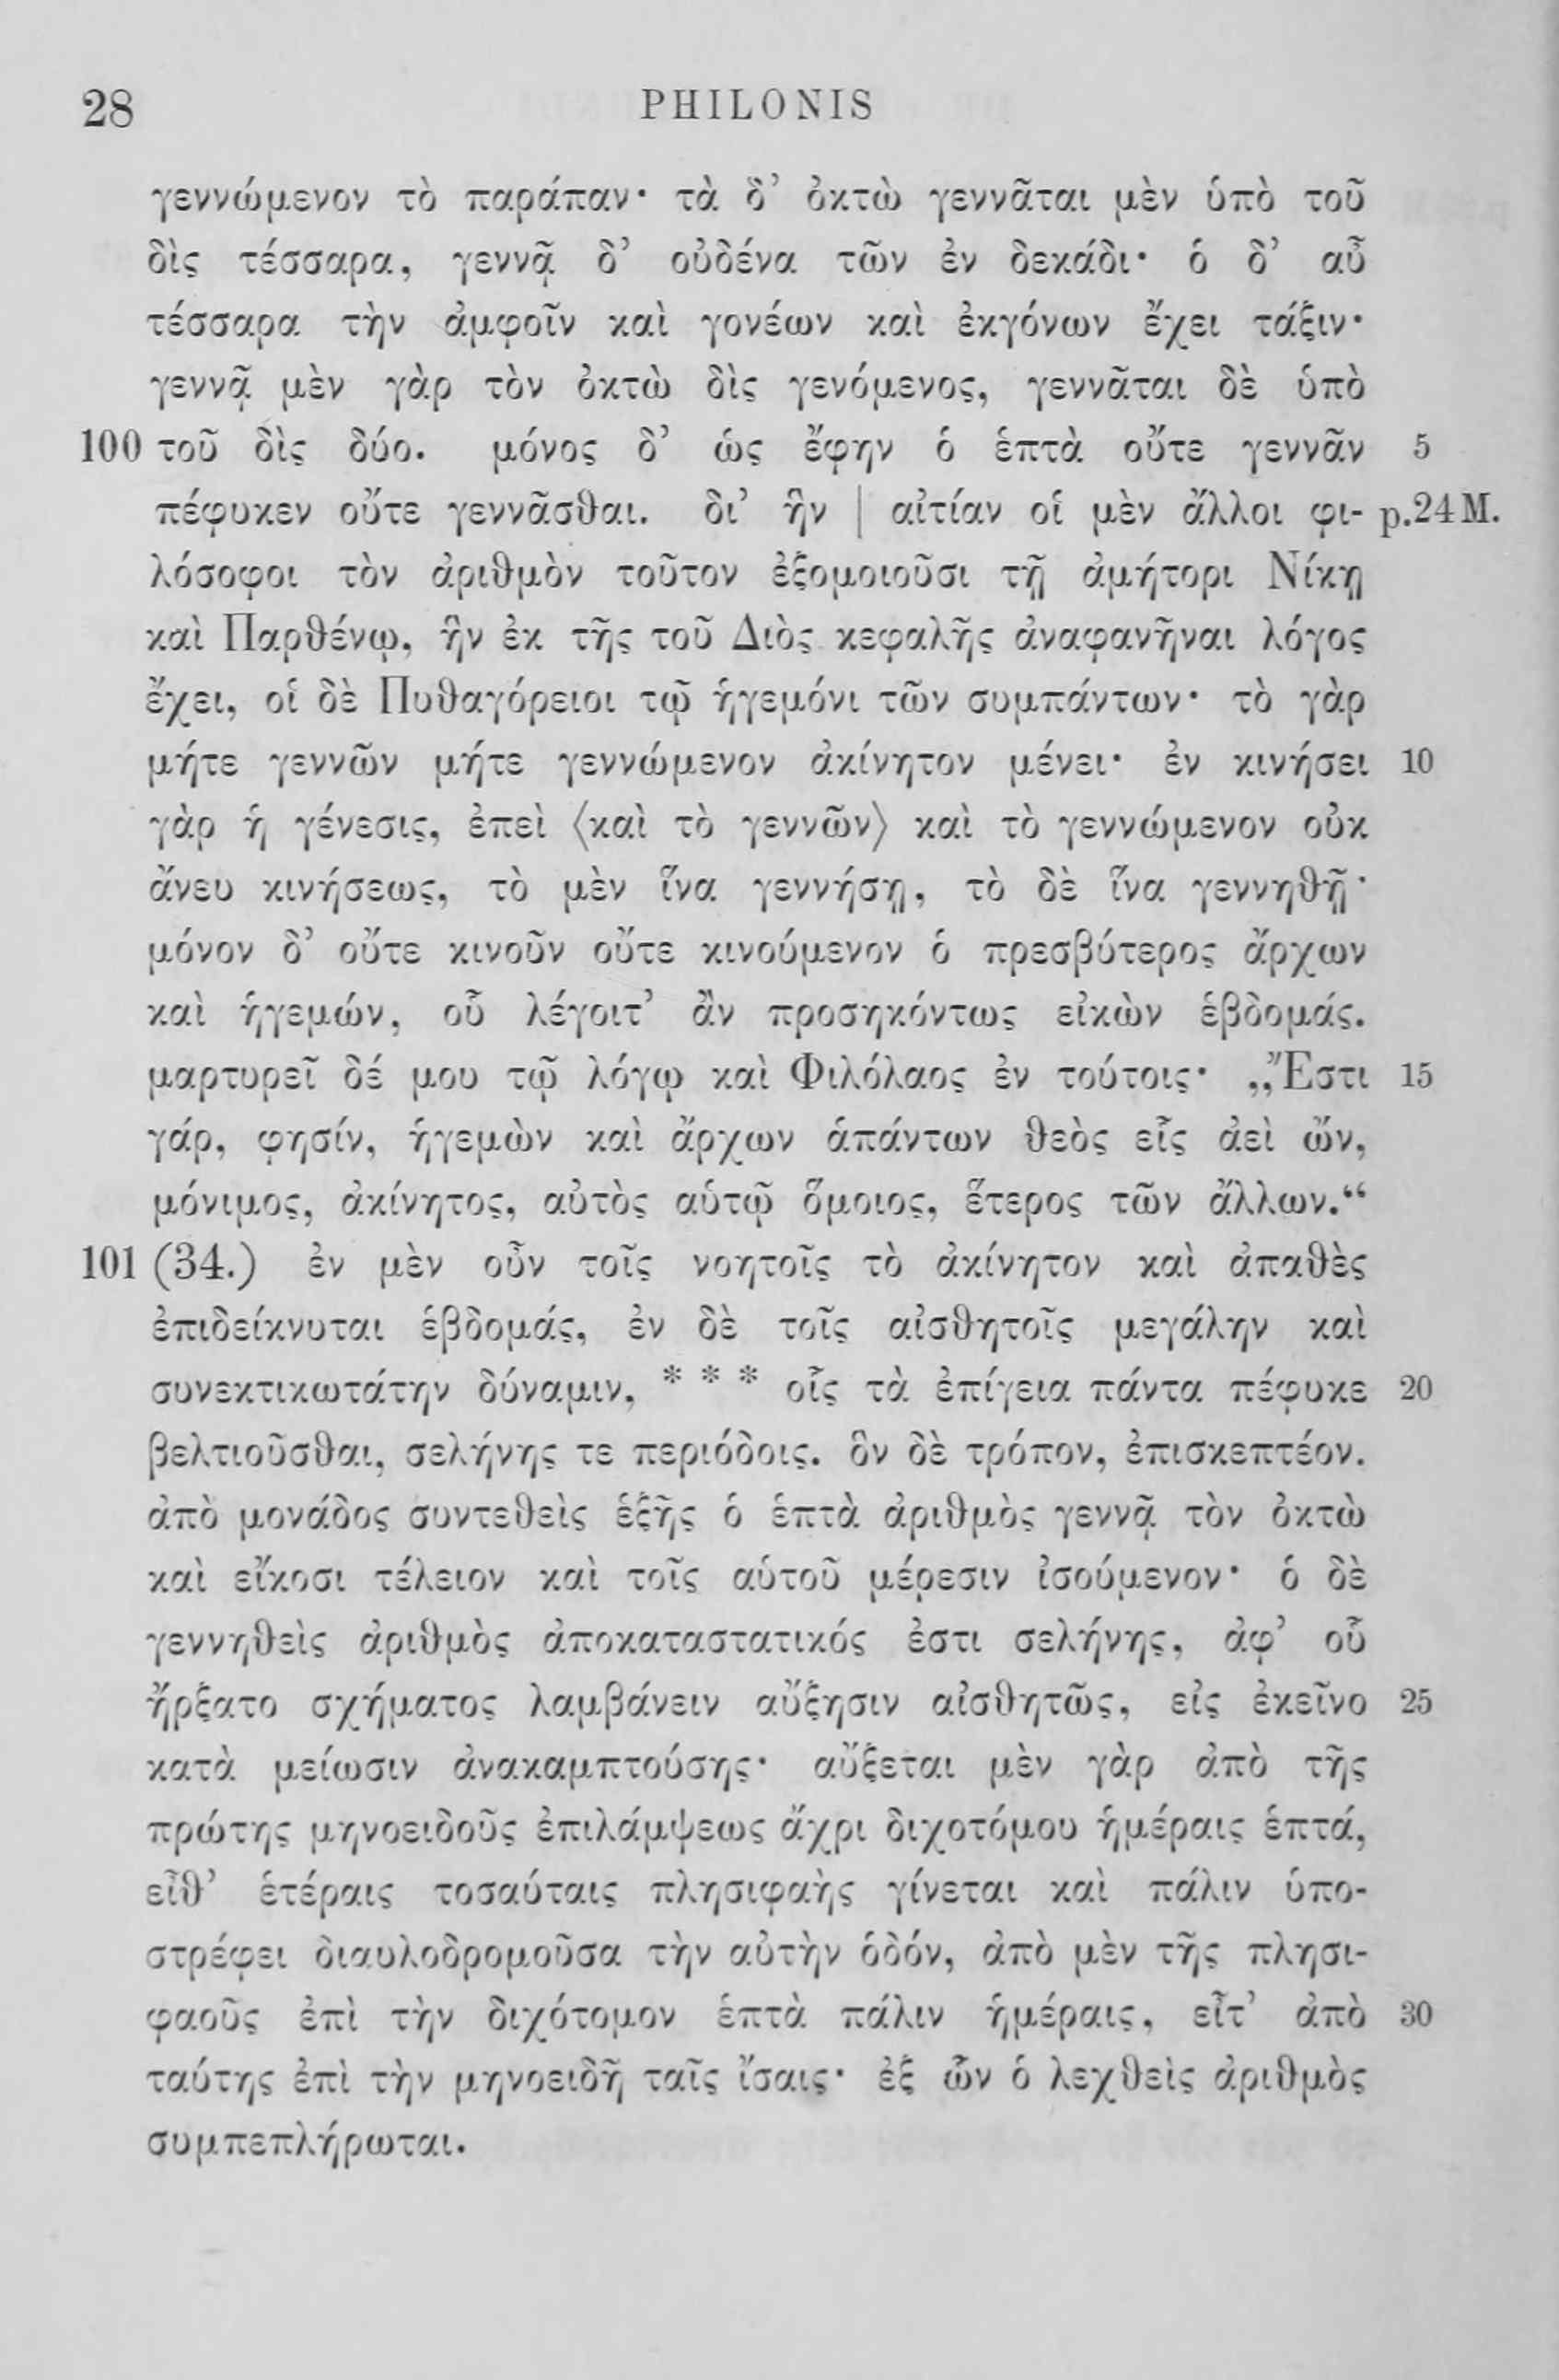 28 PHILONIS
γεννώμενον τὸ παράπαν· τὰ δ’ ὀκτὼ γεννᾶται μὲν ὑπὸ τοῦ
δὶς τέσσαρα, γεννᾷ δ’ οὐδένα τῶν ἐν δεκάδι· ὁ δ’ αὖ
τέσσαρα τὴν ἀμφοῖν καὶ γονέων καὶ ἐκγόνων ἔχει τάξιν·
γεννᾷ μὲν γὰρ τὸν ὀκτὼ δὶς γενόμενος, γεννᾶται δὲ ὑπὸ
100 τοῦ δὶς δύο. μόνος δ’ ὡς ἔφην ὁ ἑπτὰ οὔτε γεννᾶν 5
πέφυκεν οὔτε γεννᾶσθαι. δι’ ἣν | αἰτίαν οἱ μὲν ἄλλοι φι- p.24 M.
λόσοφοι τὸν ἀριθμὸν τοῦτον ἐξομοιοῦσι τῇ ἀμήτορι Νίκῃ
καὶ Παρθένῳ, ἣν ἐκ τῆς τοῦ Διὸς κεφαλῆς ἀναφανῆναι λόγος
ἔχει, οἱ δὲ Πυθαγόρειοι τῷ ἡγεμόνι τῶν συμπάντων· τὸ γὰρ
μήτε γεννῶν μήτε γεννώμενον ἀκίνητον μένει· ἐν κινήσει 10
γὰρ ἡ γένεσις, ἐπεὶ ⟨καὶ τὸ γεννῶν⟩ καὶ τὸ γεννώμενον οὐκ
ἄνευ κινήσεως, τὸ μὲν ἵνα γεννήσῃ, τὸ δὲ ἵνα γεννηθῇ·
μόνον δ’ οὔτε κινοῦν οὔτε κινούμενον ὁ πρεσβύτερος ἄρχων
καὶ ἡγεμών, οὗ λέγοιτ’ ἂν προσηκόντως εἰκὼν ἑβδομάς.
μαρτυρεῖ δέ μου τῷ λόγῳ καὶ Φιλόλαος ἐν τούτοις· „Ἔστι 15
γάρ, φησίν, ἡγεμὼν καὶ ἄρχων ἁπάντων θεὸς εἷς ἀεὶ ὤν,
μόνιμος, ἀκίνητος, αὐτὸς αὑτῷ ὅμοιος, ἕτερος τῶν ἄλλων.“
101 (34.) ἐν μὲν οὖν τοῖς νοητοῖς τὸ ἀκίνητον καὶ ἀπαθὲς
ἐπιδείκνυται ἑβδομάς, ἐν δὲ τοῖς αἰσθητοῖς μεγάλην καὶ
συνεκτικωτάτην δύναμιν, * * * οἷς τὰ ἐπίγεια πάντα πέφυκε 20
βελτιοῦσθαι, σελήνης τε περιόδοις. ὃν δὲ τρόπον, ἐπισκεπτέον.
ἀπὸ μονάδος συντεθεὶς ἑξῆς ὁ ἑπτὰ ἀριθμὸς γεννᾷ τὸν ὀκτὼ
καὶ εἴκοσι τέλειον καὶ τοῖς αὑτοῦ μέρεσιν ἰσούμενον· ὁ δὲ
γεννηθεὶς ἀριθμὸς ἀποκαταστατικός ἐστι σελήνης, ἀφ’ οὗ
ἤρξατο σχήματος λαμβάνειν αὔξησιν αἰσθητῶς, εἰς ἐκεῖνο 25
κατὰ μείωσιν ἀνακαμπτούσης· αὔξεται μὲν γὰρ ἀπὸ τῆς
πρώτης μηνοειδοῦς ἐπιλάμψεως ἄχρι διχοτόμου ἡμέραις ἑπτά,
εἶθ’ ἑτέραις τοσαύταις πλησιφαὴς γίνεται καὶ πάλιν ὑπο-
στρέφει διαυλοδρομοῦσα τὴν αὐτὴν ὁδόν, ἀπὸ μὲν τῆς πλησι-
φαοῦς ἐπὶ τὴν διχότομον ἑπτὰ πάλιν ἡμέραις, εἶτ’ ἀπὸ 30
ταύτης ἐπὶ τὴν μηνοειδῆ ταῖς ἴσαις· ἐξ ὧν ὁ λεχθεὶς ἀριθμὸς
συμπεπλήρωται.